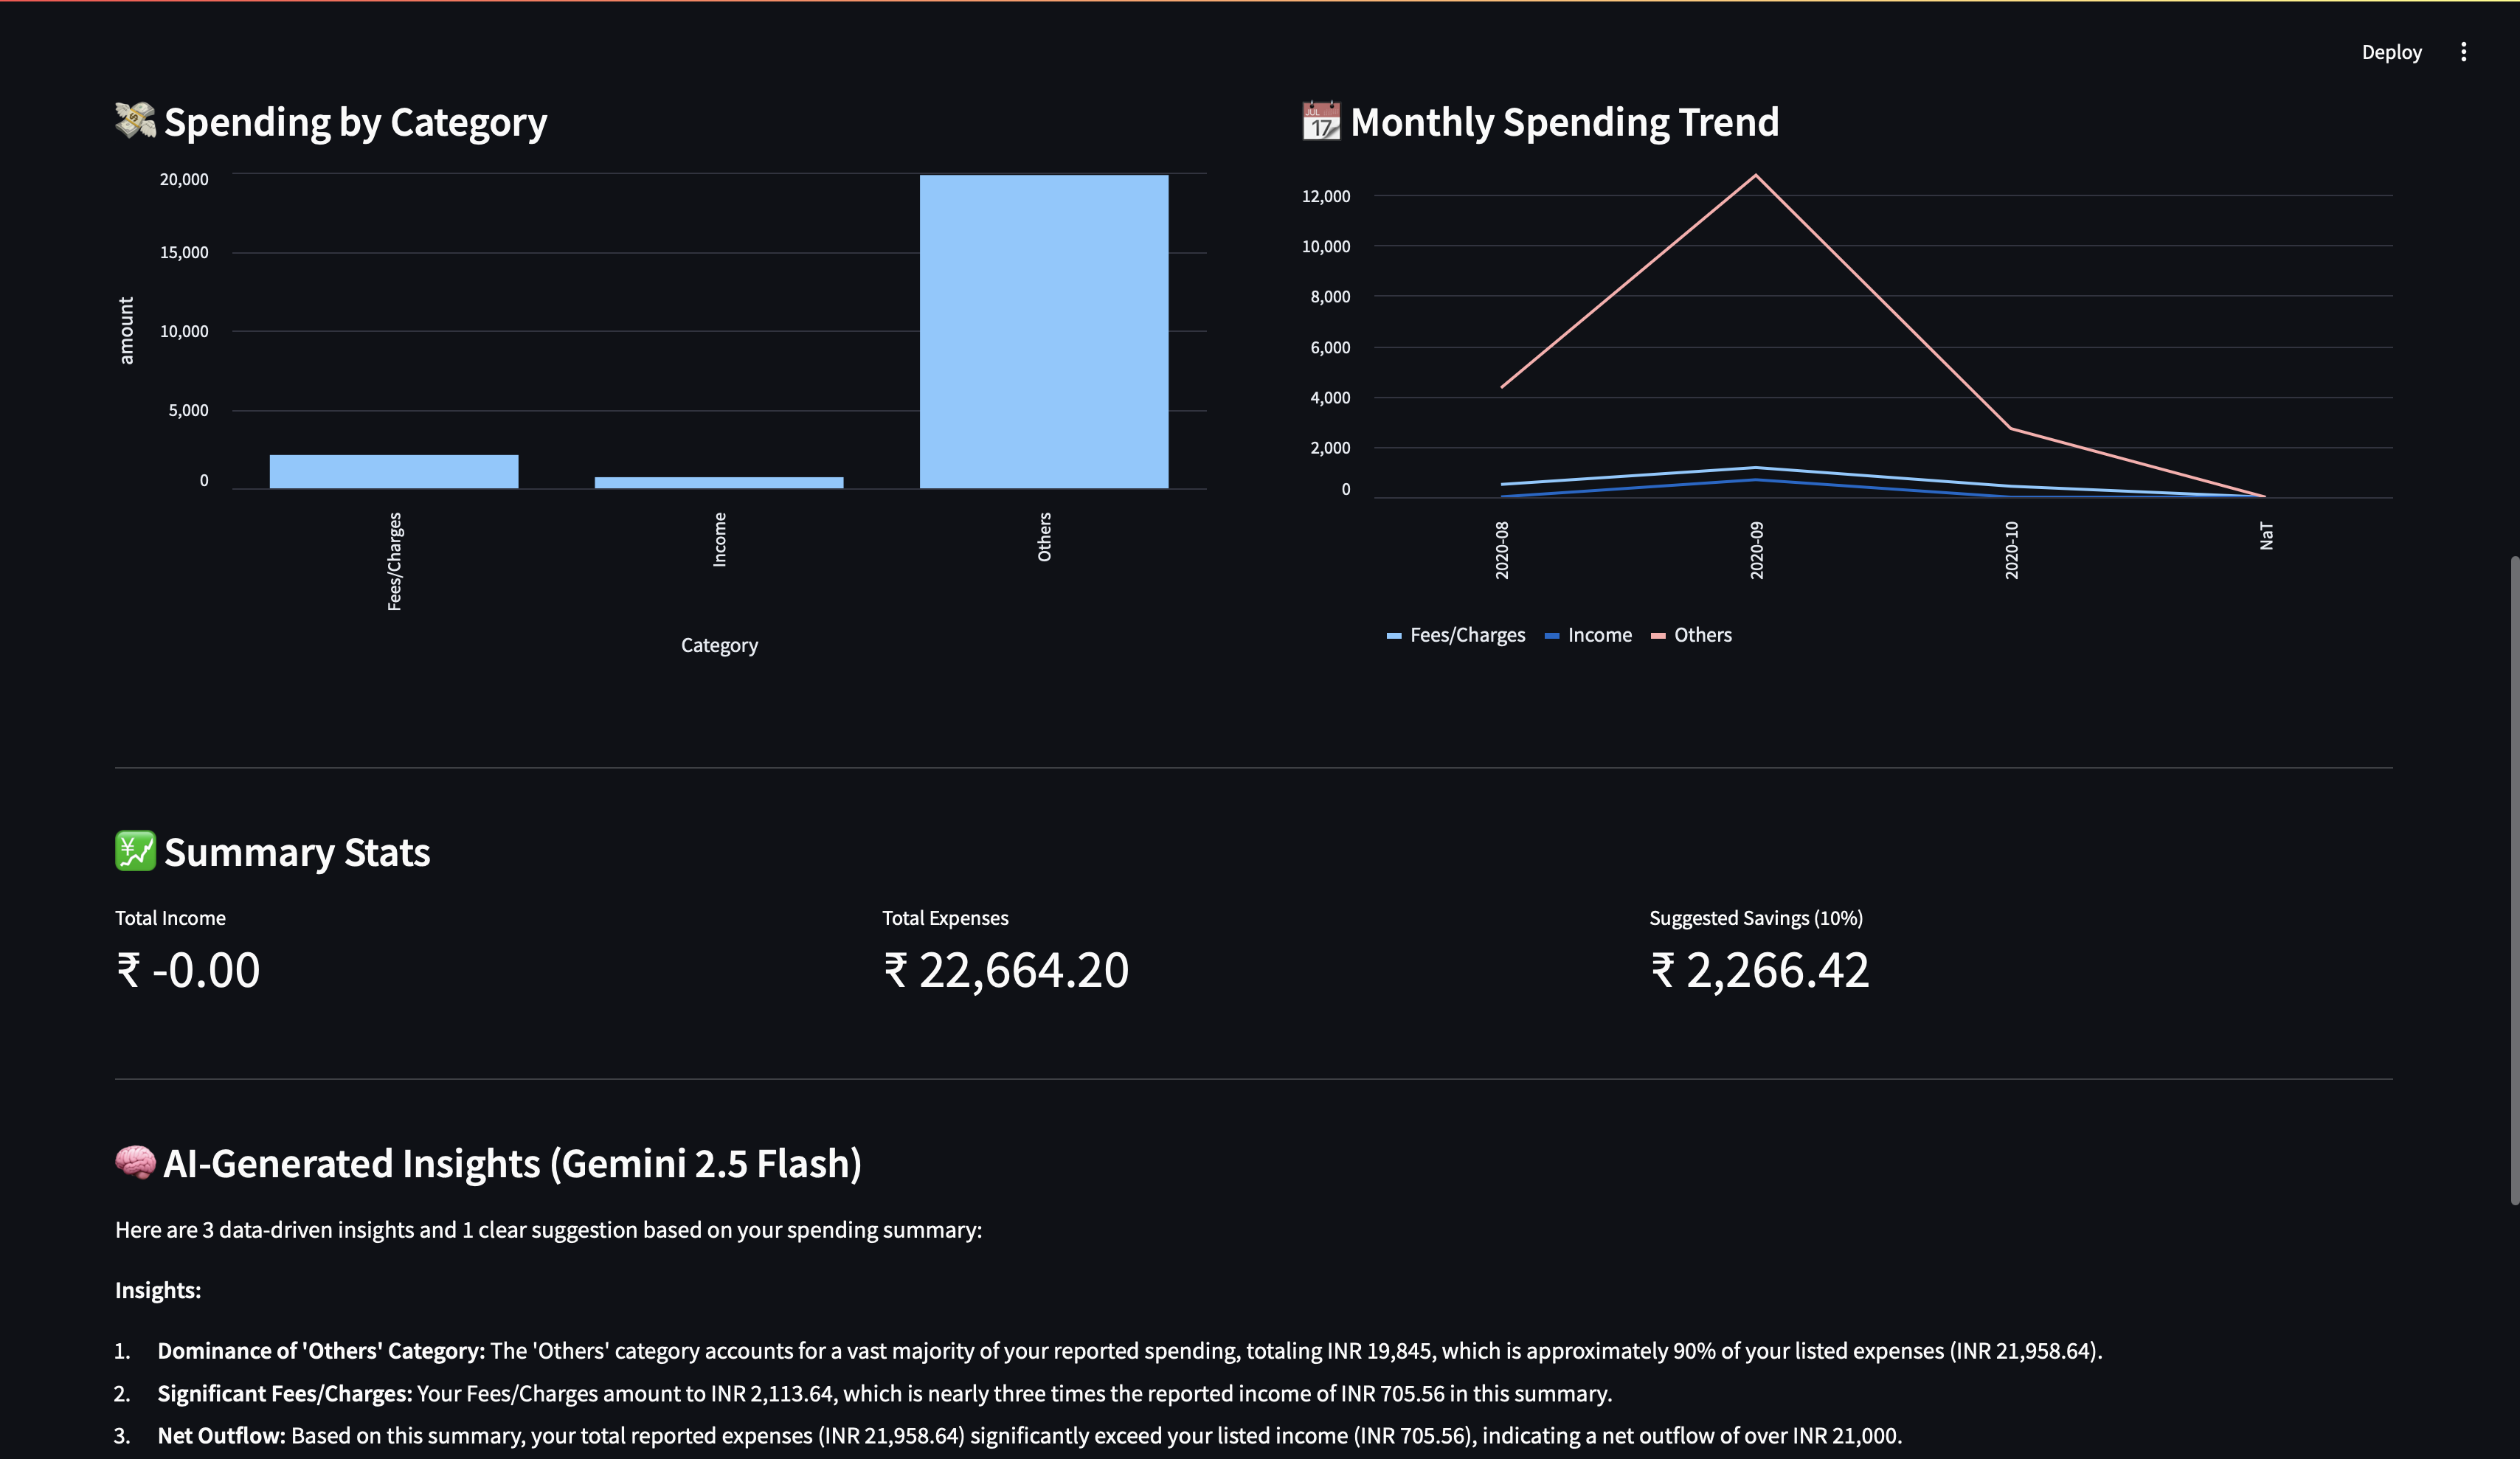 Deploy
💸 Spending by Category
20,000
15,000
10,000
5,000
0
amount
Fees/Charges
Income
Others
Category
JUL
17
📆 Monthly Spending Trend
12,000
10,000
8,000
6,000
4,000
2,000
0
2020-08
2020-09
2020-10
NaT
Fees/Charges Income Others
💹 Summary Stats
Total Income
₹ -0.00
Total Expenses
₹ 22,664.20
Suggested Savings (10%)
₹ 2,266.42
🧠 AI-Generated Insights (Gemini 2.5 Flash)
Here are 3 data-driven insights and 1 clear suggestion based on your spending summary:
Insights:
1. Dominance of 'Others' Category: The 'Others' category accounts for a vast majority of your reported spending, totaling INR 19,845, which is approximately 90% of your listed expenses (INR 21,958.64).
2. Significant Fees/Charges: Your Fees/Charges amount to INR 2,113.64, which is nearly three times the reported income of INR 705.56 in this summary.
3. Net Outflow: Based on this summary, your total reported expenses (INR 21,958.64) significantly exceed your listed income (INR 705.56), indicating a net outflow of over INR 21,000.